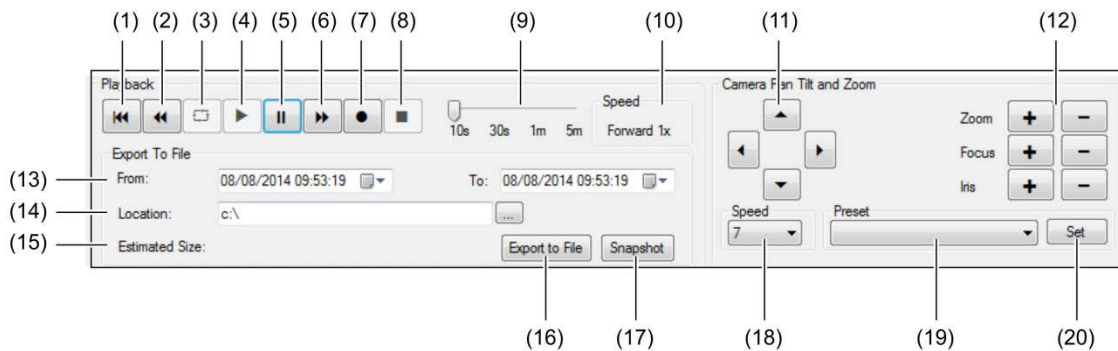 (1) (2) (3) (4) (5) (6) (7) (8) (9) (10) (11) (12)
Playback
Speed
Forward 1x
10s 30s 1m 5m
Export To File
(13) From: 08/08/2014 09:53:19 To: 08/08/2014 09:53:19
(14) Location: c:\ ...
(15) Estimated Size: Export to File Snapshot
Camera Pan Tilt and Zoom
Zoom + −
Focus + −
Iris + −
Speed
7
Preset
Set
(16) (17) (18) (19) (20)